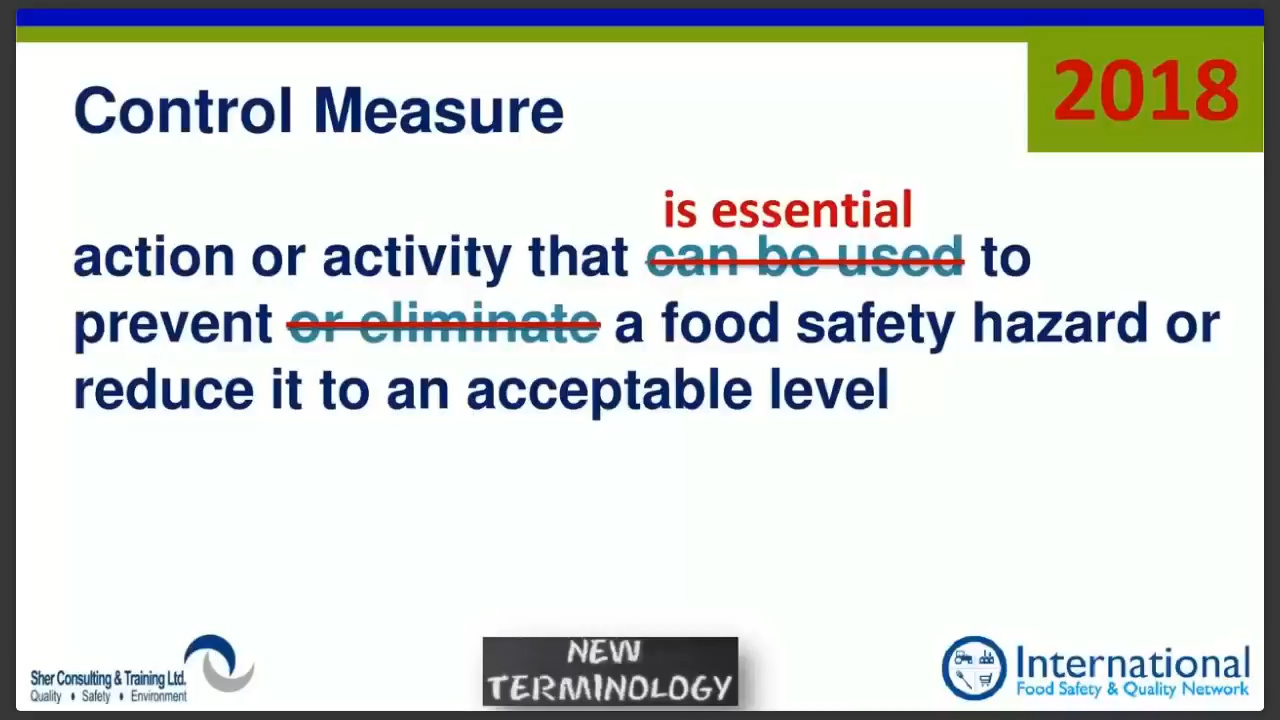 2018
Control Measure
is essential
action or activity that can be used to
prevent or eliminate a food safety hazard or
reduce it to an acceptable level
Sher Consulting & Training Ltd.
Quality • Safety • Environment
NEW
TERMINOLOGY
International
Food Safety & Quality Network